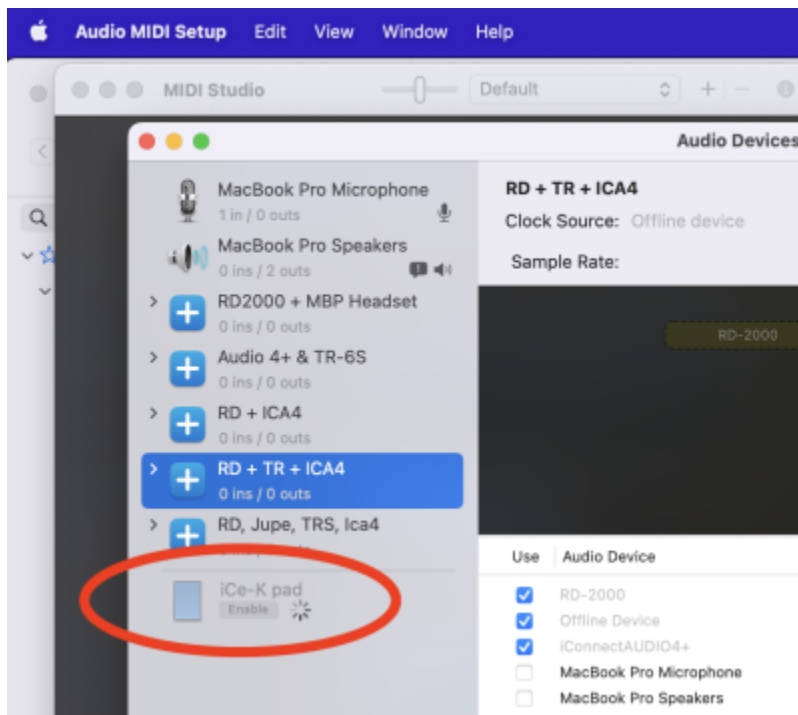 Audio MIDI Setup Edit View Window Help
MIDI Studio Default
Audio Devices
MacBook Pro Microphone
1 in / 0 outs
MacBook Pro Speakers
0 ins / 2 outs
RD2000 + MBP Headset
0 ins / 0 outs
Audio 4+ & TR-6S
0 ins / 0 outs
RD + ICA4
0 ins / 0 outs
RD + TR + ICA4
0 ins / 0 outs
RD, Jupe, TRS, Ica4
iCe-K pad
Enable
RD + TR + ICA4
Clock Source: Offline device
Sample Rate:
RD-2000
Use Audio Device
RD-2000
Offline Device
iConnectAUDIO4+
MacBook Pro Microphone
MacBook Pro Speakers